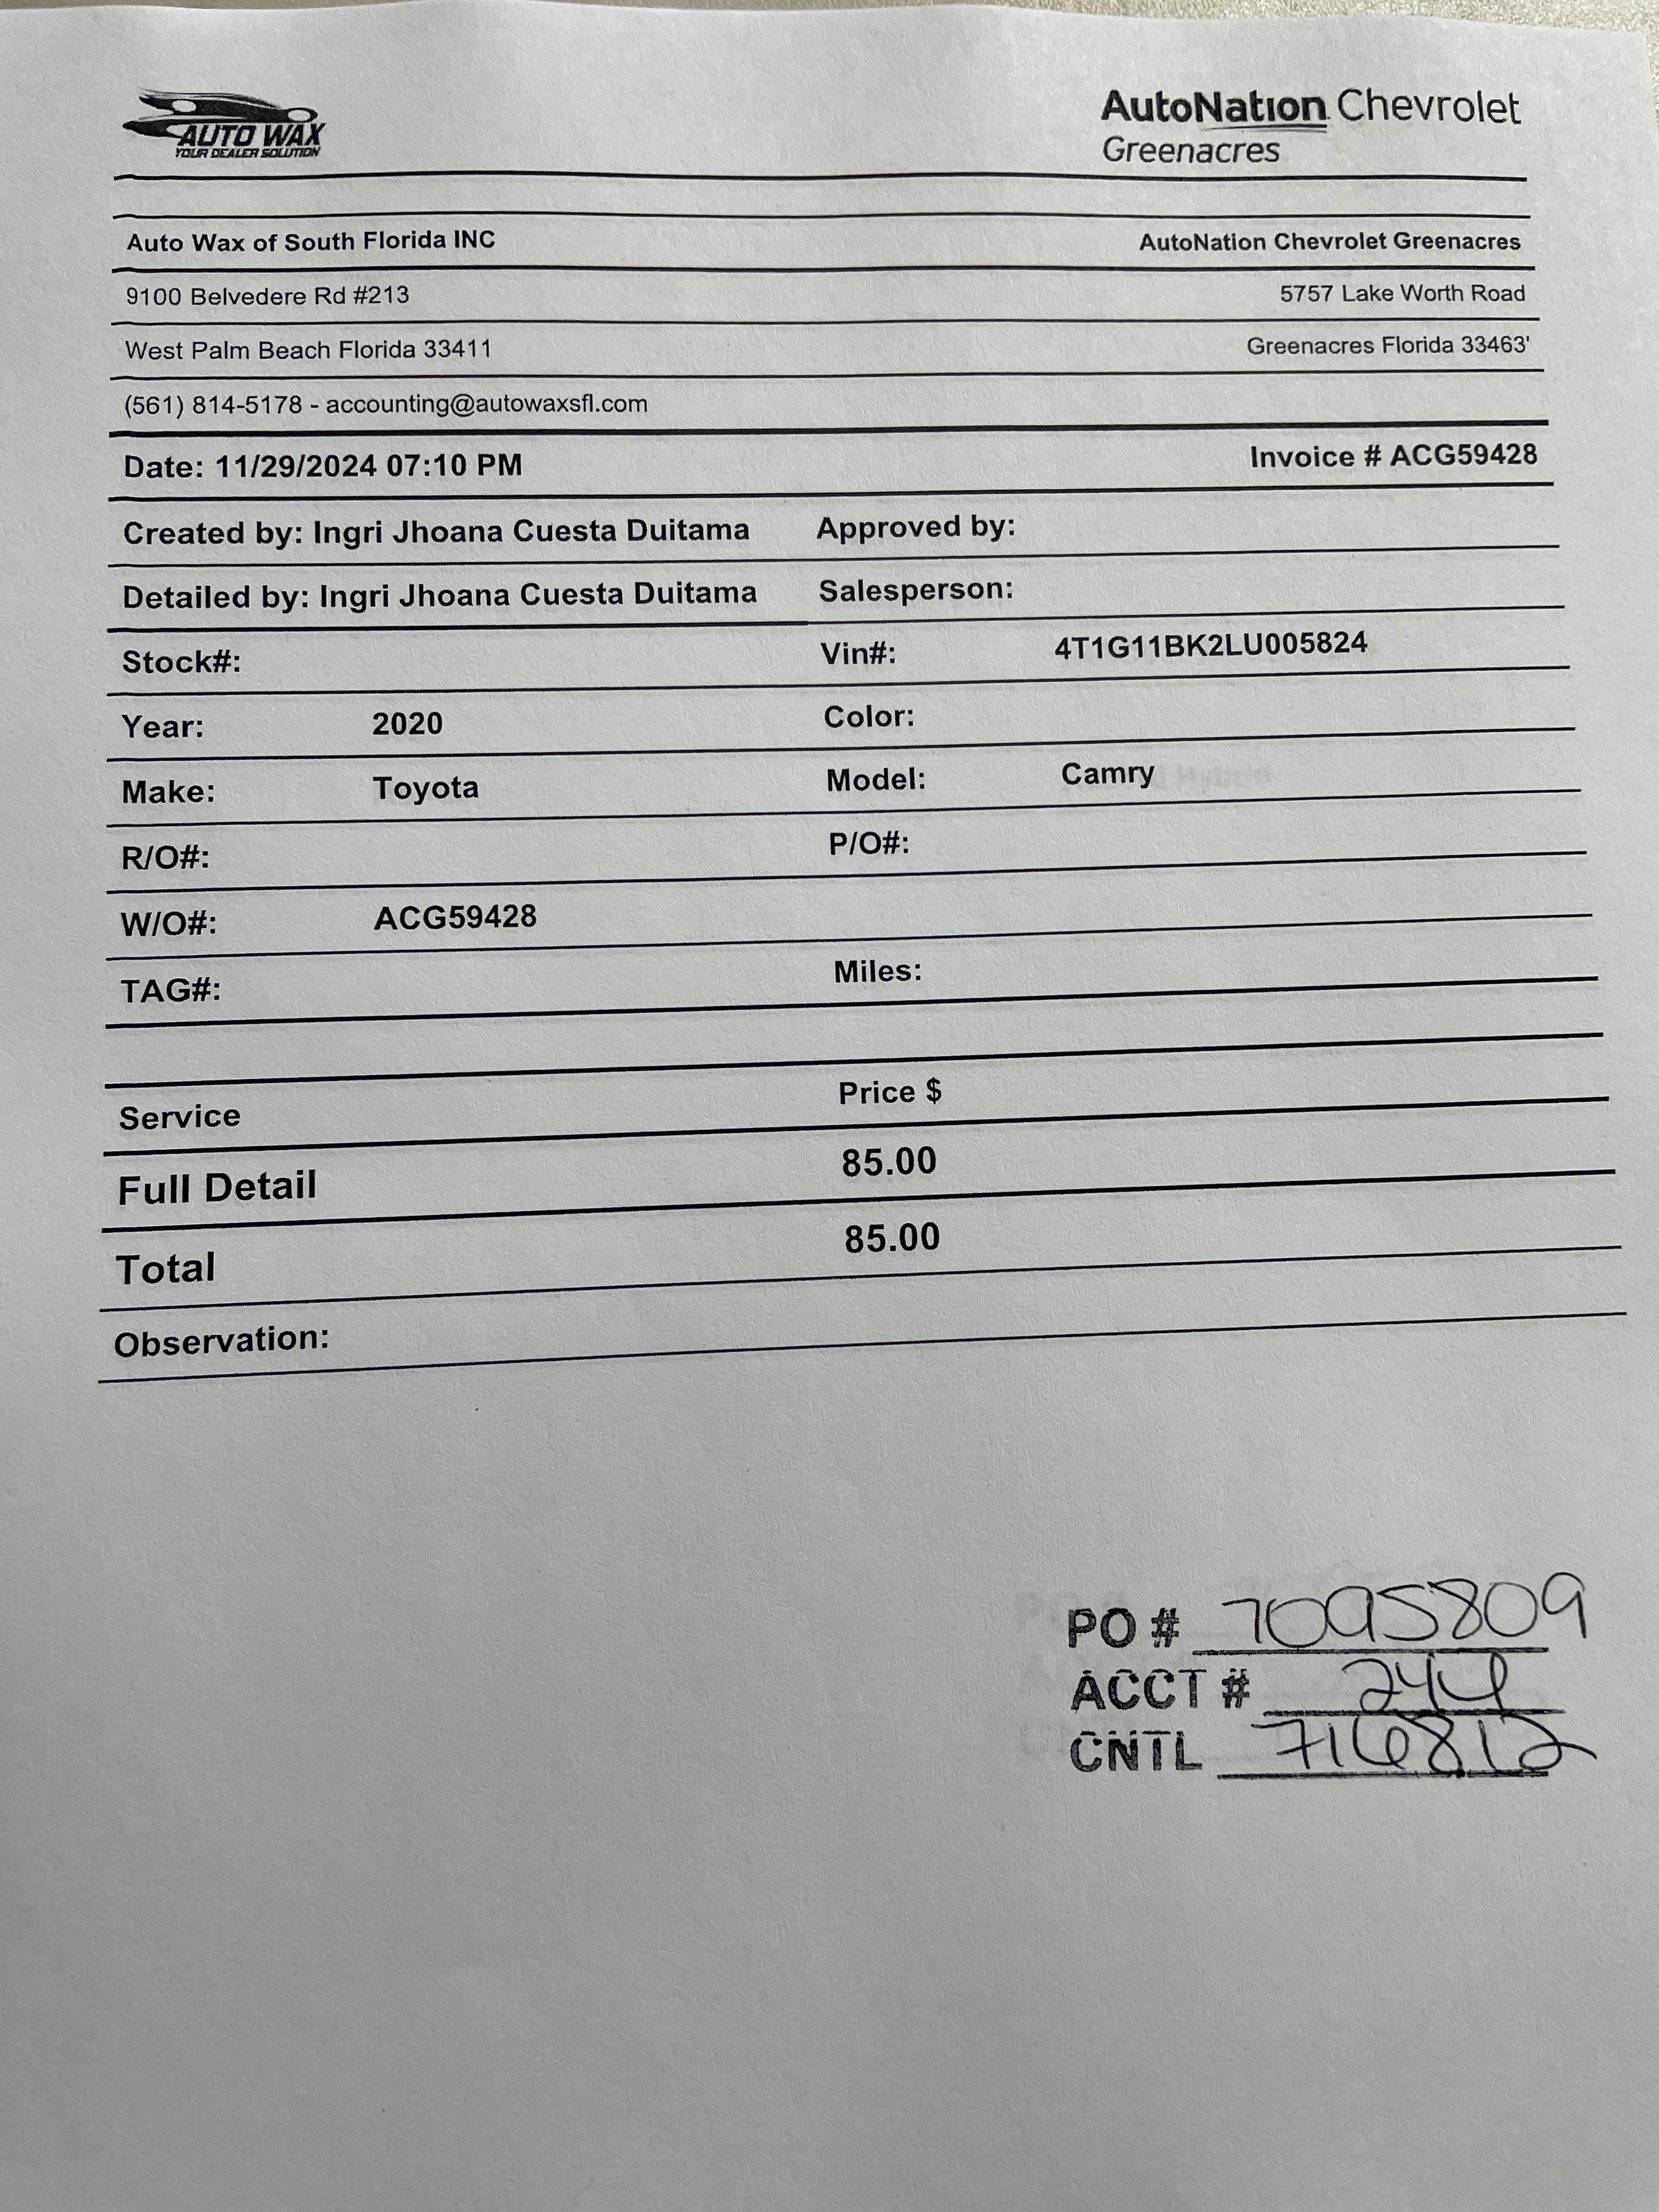 AUTO WAX
YOUR DEALER SOLUTION
AutoNation Chevrolet
Greenacres
Auto Wax of South Florida INC
AutoNation Chevrolet Greenacres
9100 Belvedere Rd #213
5757 Lake Worth Road
West Palm Beach Florida 33411
Greenacres Florida 33463'
(561) 814-5178 - accounting@autowaxsfl.com
Date: 11/29/2024 07:10 PM
Invoice # ACG59428
Created by: Ingri Jhoana Cuesta Duitama
Approved by:
Detailed by: Ingri Jhoana Cuesta Duitama
Salesperson:
Stock#:
Vin#: 4T1G11BK2LU005824
Year: 2020
Color:
Make: Toyota
Model: Camry
R/O#:
P/O#:
W/O#: ACG59428
TAG#:
Miles:
Service Price $
Full Detail 85.00
Total 85.00
Observation:
PO # 7095809
ACCT # 244
CNTL 716812